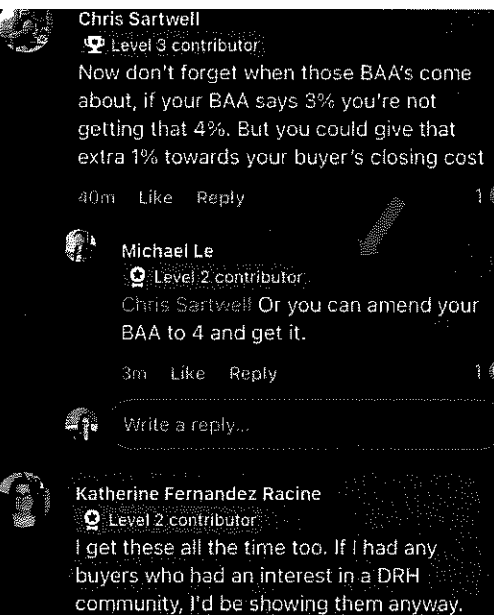 Chris Sartwell
Level 3 contributor
Now don't forget when those BAA's come
about, if your BAA says 3% you're not
getting that 4%. But you could give that
extra 1% towards your buyer's closing cost
40m Like Reply 1
Michael Le
Level 2 contributor
Chris Sartwell Or you can amend your
BAA to 4 and get it.
3m Like Reply 1
Write a reply...
Katherine Fernandez Racine
Level 2 contributor
I get these all the time too. If I had any
buyers who had an interest in a DRH
community, I'd be showing them anyway.